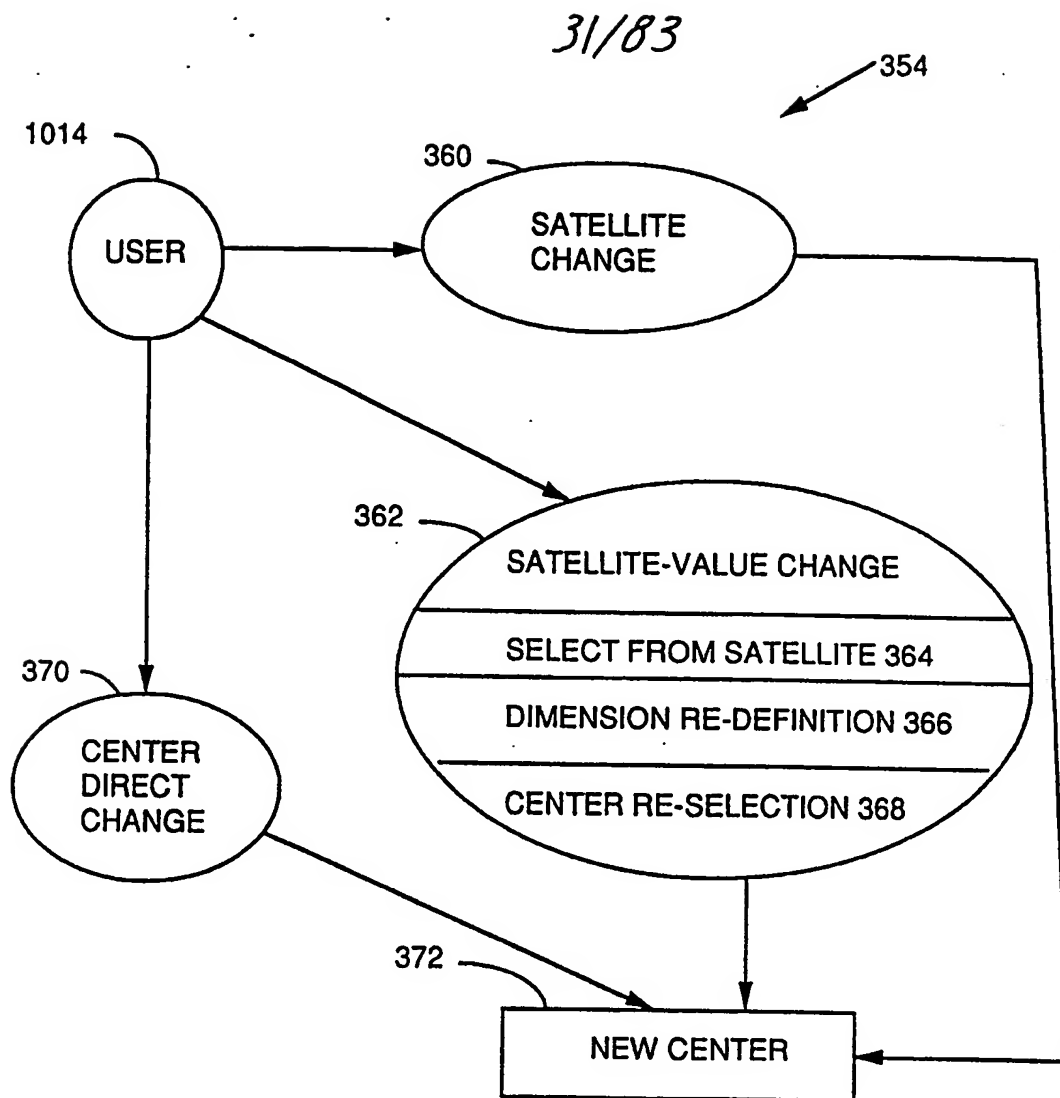 31/83
354
1014
360
USER
SATELLITE
CHANGE
362
SATELLITE-VALUE CHANGE
SELECT FROM SATELLITE 364
DIMENSION RE-DEFINITION 366
CENTER RE-SELECTION 368
370
CENTER
DIRECT
CHANGE
372
NEW CENTER